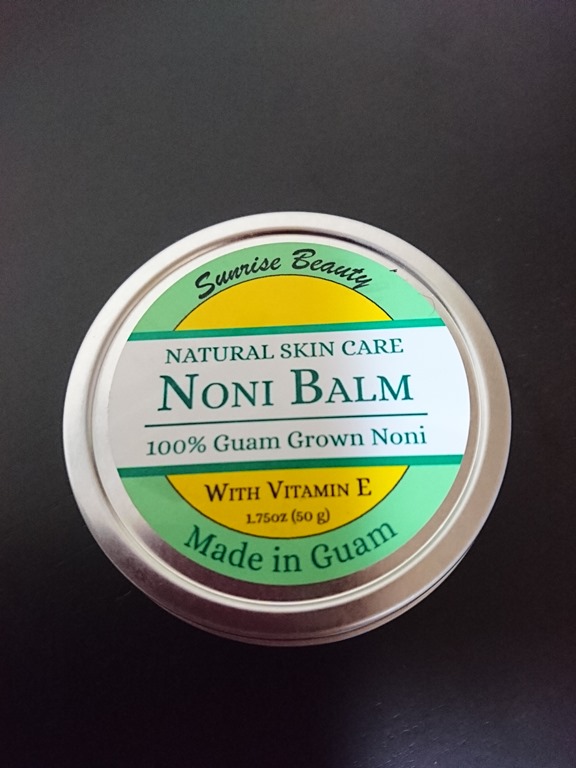 Sunrise Beauty
NATURAL SKIN CARE
NONI BALM
100% Guam Grown Noni
WITH VITAMIN E
1.75oz (50 g)
Made in Guam